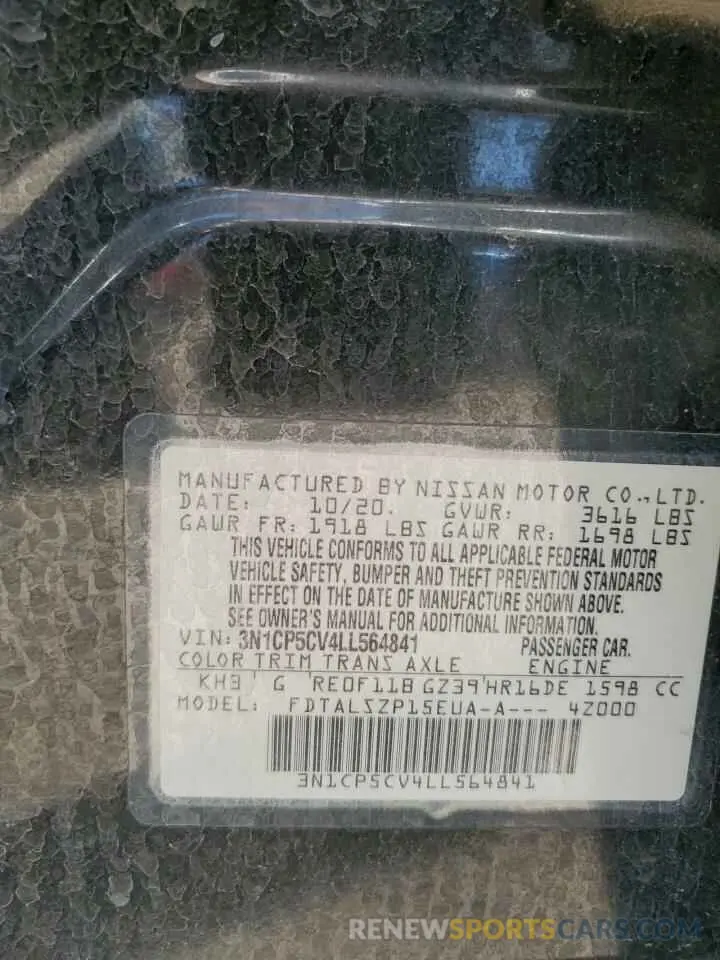 MANUFACTURED BY NISSAN MOTOR CO.,LTD.
DATE: 10/20. GVWR: 3616 LBS
GAWR FR: 1918 LBS GAWR RR: 1698 LBS
THIS VEHICLE CONFORMS TO ALL APPLICABLE FEDERAL MOTOR
VEHICLE SAFETY, BUMPER AND THEFT PREVENTION STANDARDS
IN EFFECT ON THE DATE OF MANUFACTURE SHOWN ABOVE.
SEE OWNER'S MANUAL FOR ADDITIONAL INFORMATION.
VIN: 3N1CP5CV4LL564841 PASSENGER CAR.
COLOR TRIM TRANS AXLE ENGINE
KH3 G RE0F11B GZ39 HR16DE 1598 CC
MODEL: FDTALSZP15EUA-A--- 4Z000
3N1CP5CV4LL564841
RENEWSPORTSCARS.COM